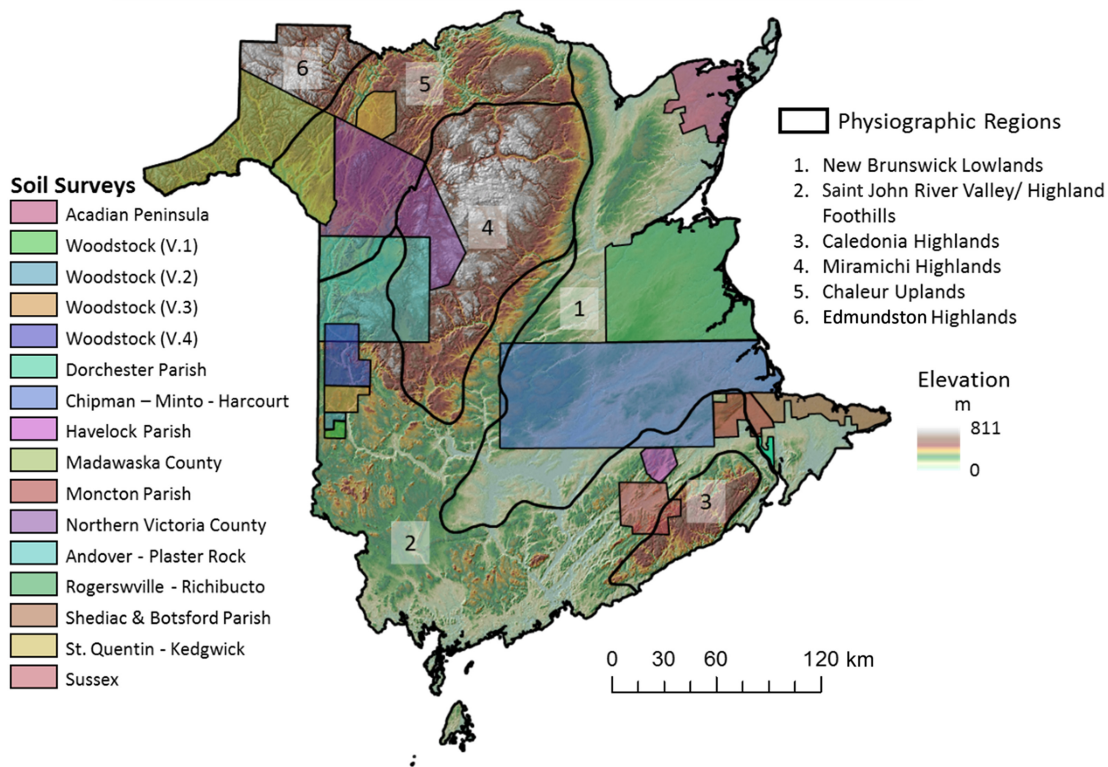 6
5
4
1
3
2
Soil Surveys
Acadian Peninsula
Woodstock (V.1)
Woodstock (V.2)
Woodstock (V.3)
Woodstock (V.4)
Dorchester Parish
Chipman – Minto - Harcourt
Havelock Parish
Madawaska County
Moncton Parish
Northern Victoria County
Andover - Plaster Rock
Rogerswville - Richibucto
Shediac & Botsford Parish
St. Quentin - Kedgwick
Sussex
Physiographic Regions
1. New Brunswick Lowlands
2. Saint John River Valley/ Highland
Foothills
3. Caledonia Highlands
4. Miramichi Highlands
5. Chaleur Uplands
6. Edmundston Highlands
Elevation
m
811
0
0 30 60 120 km